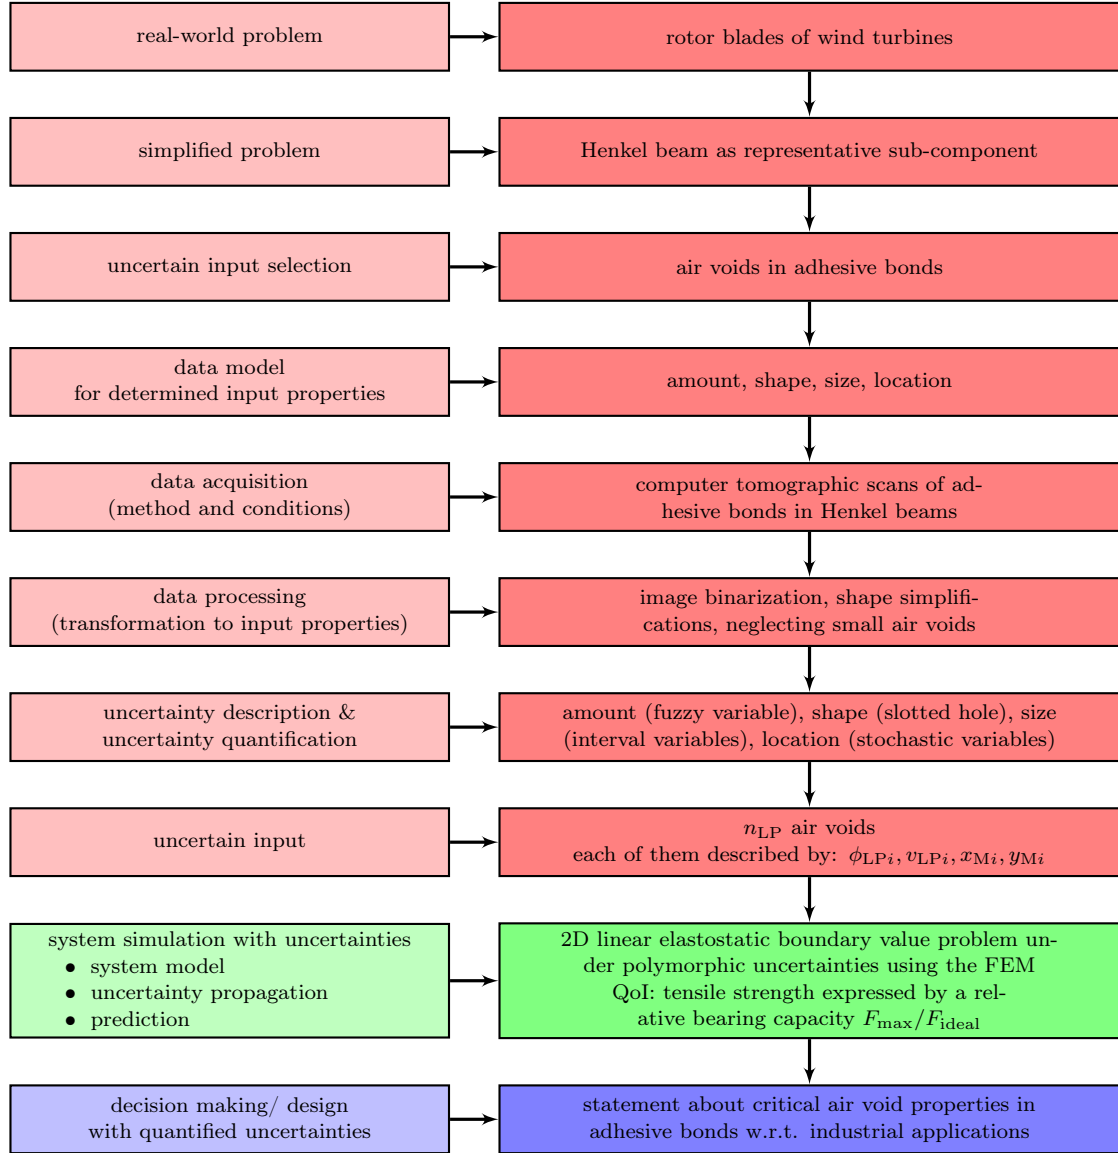 real-world problem
rotor blades of wind turbines
simplified problem
Henkel beam as representative sub-component
uncertain input selection
air voids in adhesive bonds
data model
for determined input properties
amount, shape, size, location
data acquisition
(method and conditions)
computer tomographic scans of ad-
hesive bonds in Henkel beams
data processing
(transformation to input properties)
image binarization, shape simplifi-
cations, neglecting small air voids
uncertainty description &
uncertainty quantification
amount (fuzzy variable), shape (slotted hole), size
(interval variables), location (stochastic variables)
uncertain input
n_LP air voids
each of them described by: ϕ_LPi, v_LPi, x_Mi, y_Mi
system simulation with uncertainties
• system model
• uncertainty propagation
• prediction
2D linear elastostatic boundary value problem un-
der polymorphic uncertainties using the FEM
QoI: tensile strength expressed by a rel-
ative bearing capacity F_max/F_ideal
decision making/ design
with quantified uncertainties
statement about critical air void properties in
adhesive bonds w.r.t. industrial applications